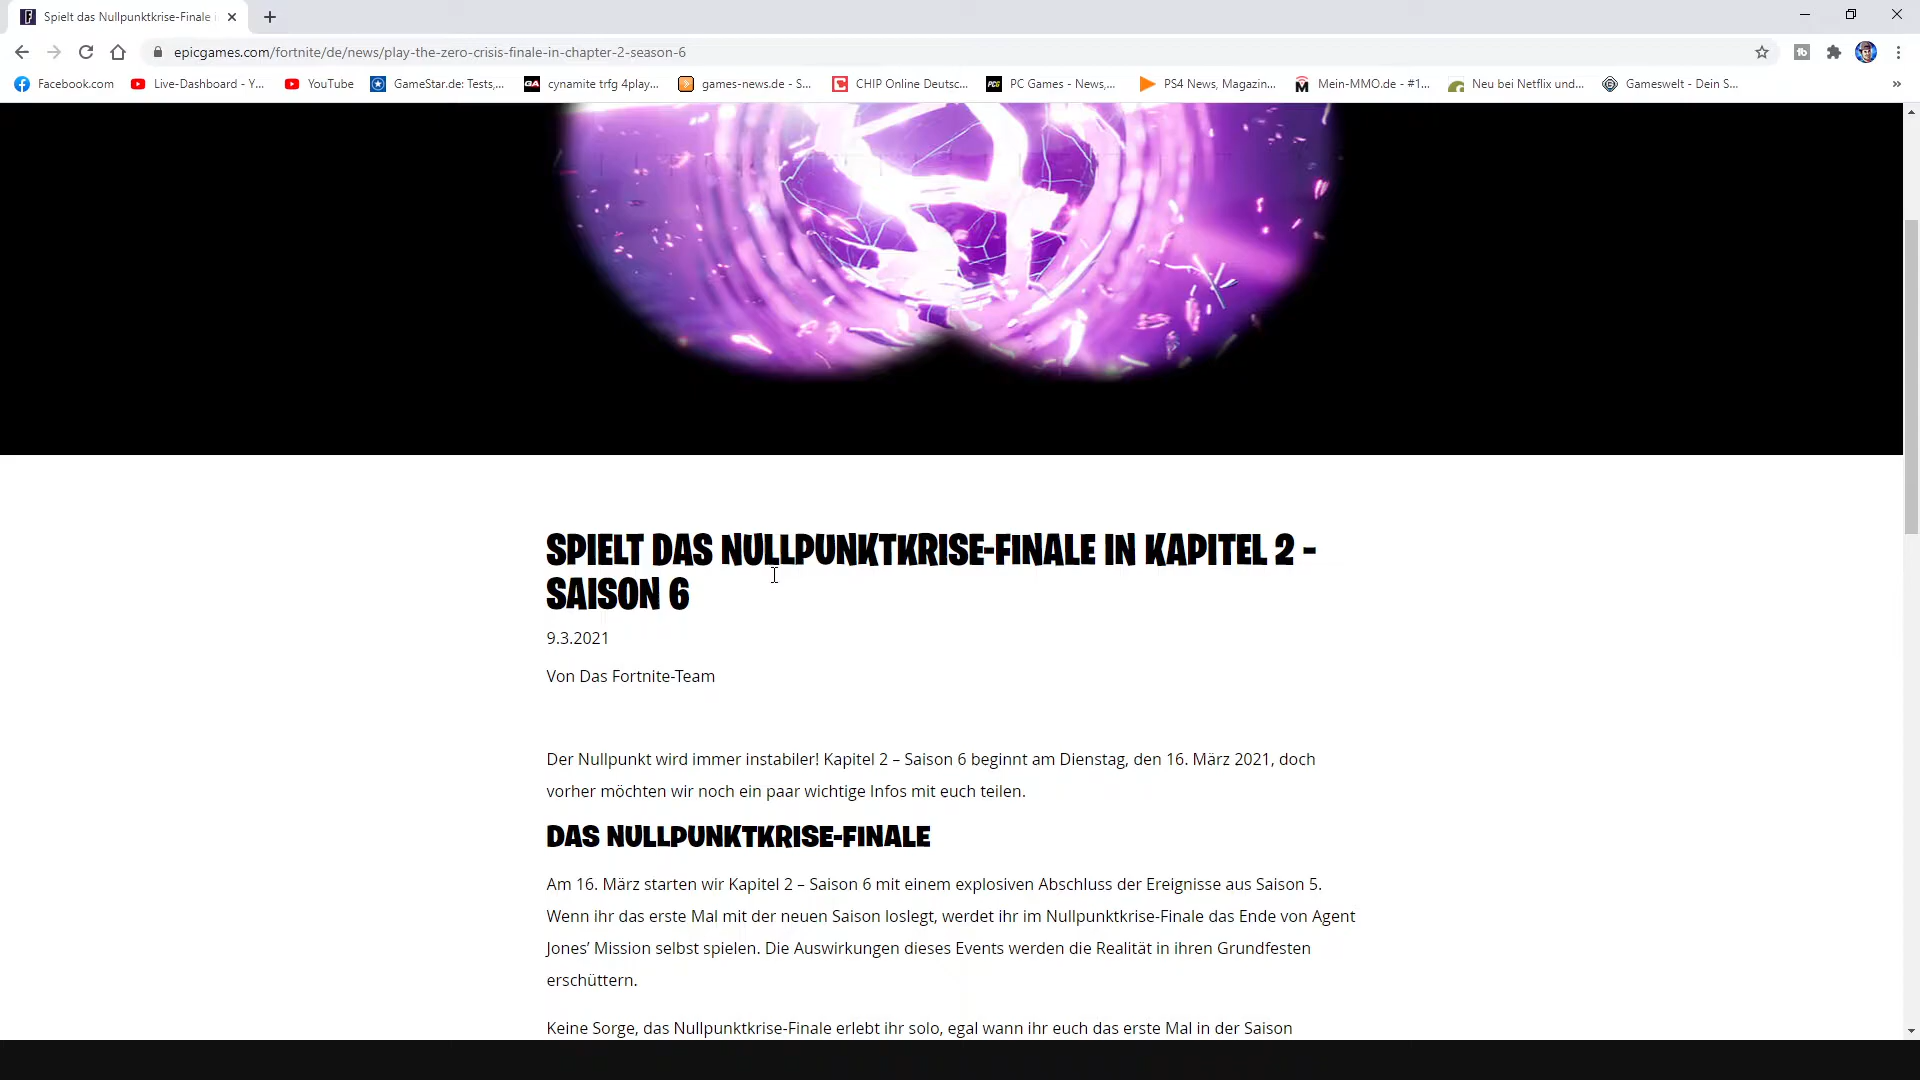 Spielt das Nullpunktkrise-Finale i
epicgames.com/fortnite/de/news/play-the-zero-crisis-finale-in-chapter-2-season-6
Facebook.com Live-Dashboard - Y... YouTube GameStar.de: Tests,... cynamite trfg 4play... games-news.de - S... CHIP Online Deutsc... PC Games - News,... PS4 News, Magazin... Mein-MMO.de - #1... Neu bei Netflix und... Gameswelt - Dein S... »
SPIELT DAS NULLPUNKTKRISE-FINALE IN KAPITEL 2 –
SAISON 6
9.3.2021
Von Das Fortnite-Team
Der Nullpunkt wird immer instabiler! Kapitel 2 – Saison 6 beginnt am Dienstag, den 16. März 2021, doch
vorher möchten wir noch ein paar wichtige Infos mit euch teilen.
DAS NULLPUNKTKRISE-FINALE
Am 16. März starten wir Kapitel 2 – Saison 6 mit einem explosiven Abschluss der Ereignisse aus Saison 5.
Wenn ihr das erste Mal mit der neuen Saison loslegt, werdet ihr im Nullpunktkrise-Finale das Ende von Agent
Jones’ Mission selbst spielen. Die Auswirkungen dieses Events werden die Realität in ihren Grundfesten
erschüttern.
Keine Sorge, das Nullpunktkrise-Finale erlebt ihr solo, egal wann ihr euch das erste Mal in der Saison